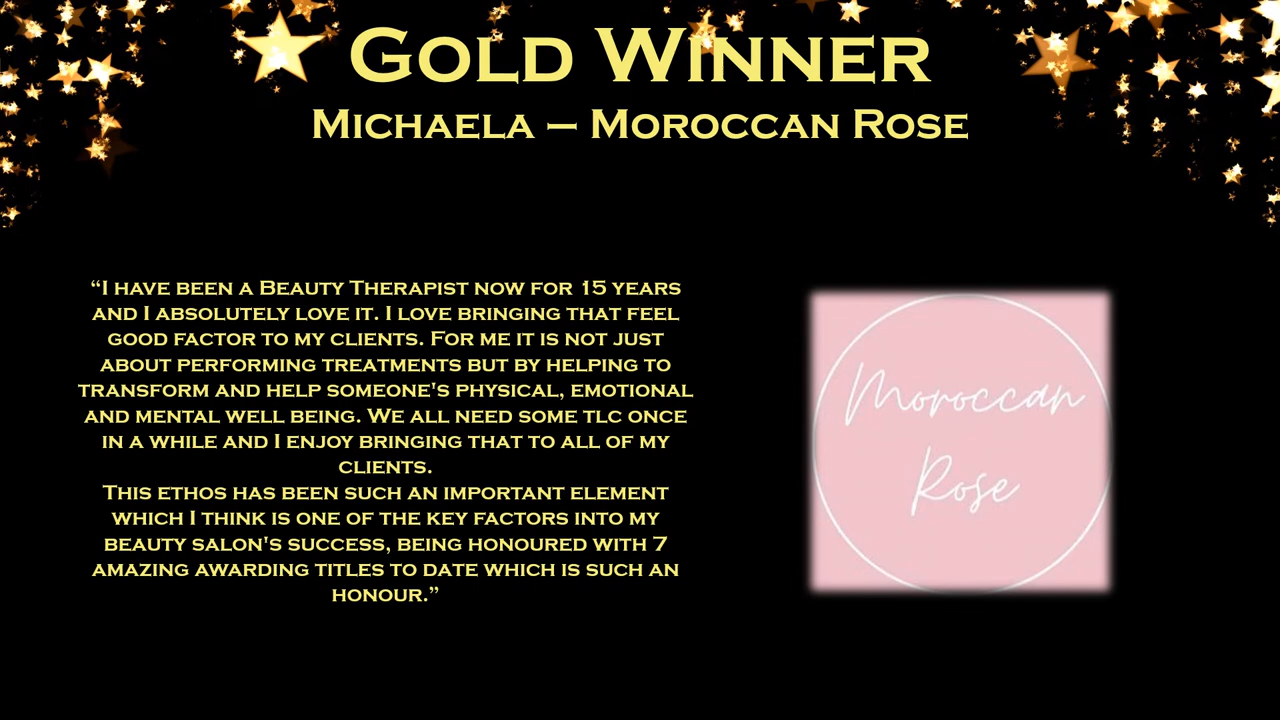 Gold Winner
Michaela – Moroccan Rose
“I have been a Beauty Therapist now for 15 years
and I absolutely love it. I love bringing that feel
good factor to my clients. For me it is not just
about performing treatments but by helping to
transform and help someone's physical, emotional
and mental well being. We all need some tlc once
in a while and I enjoy bringing that to all of my
clients.
This ethos has been such an important element
which I think is one of the key factors into my
beauty salon's success, being honoured with 7
amazing awarding titles to date which is such an
honour.”
Moroccan
Rose